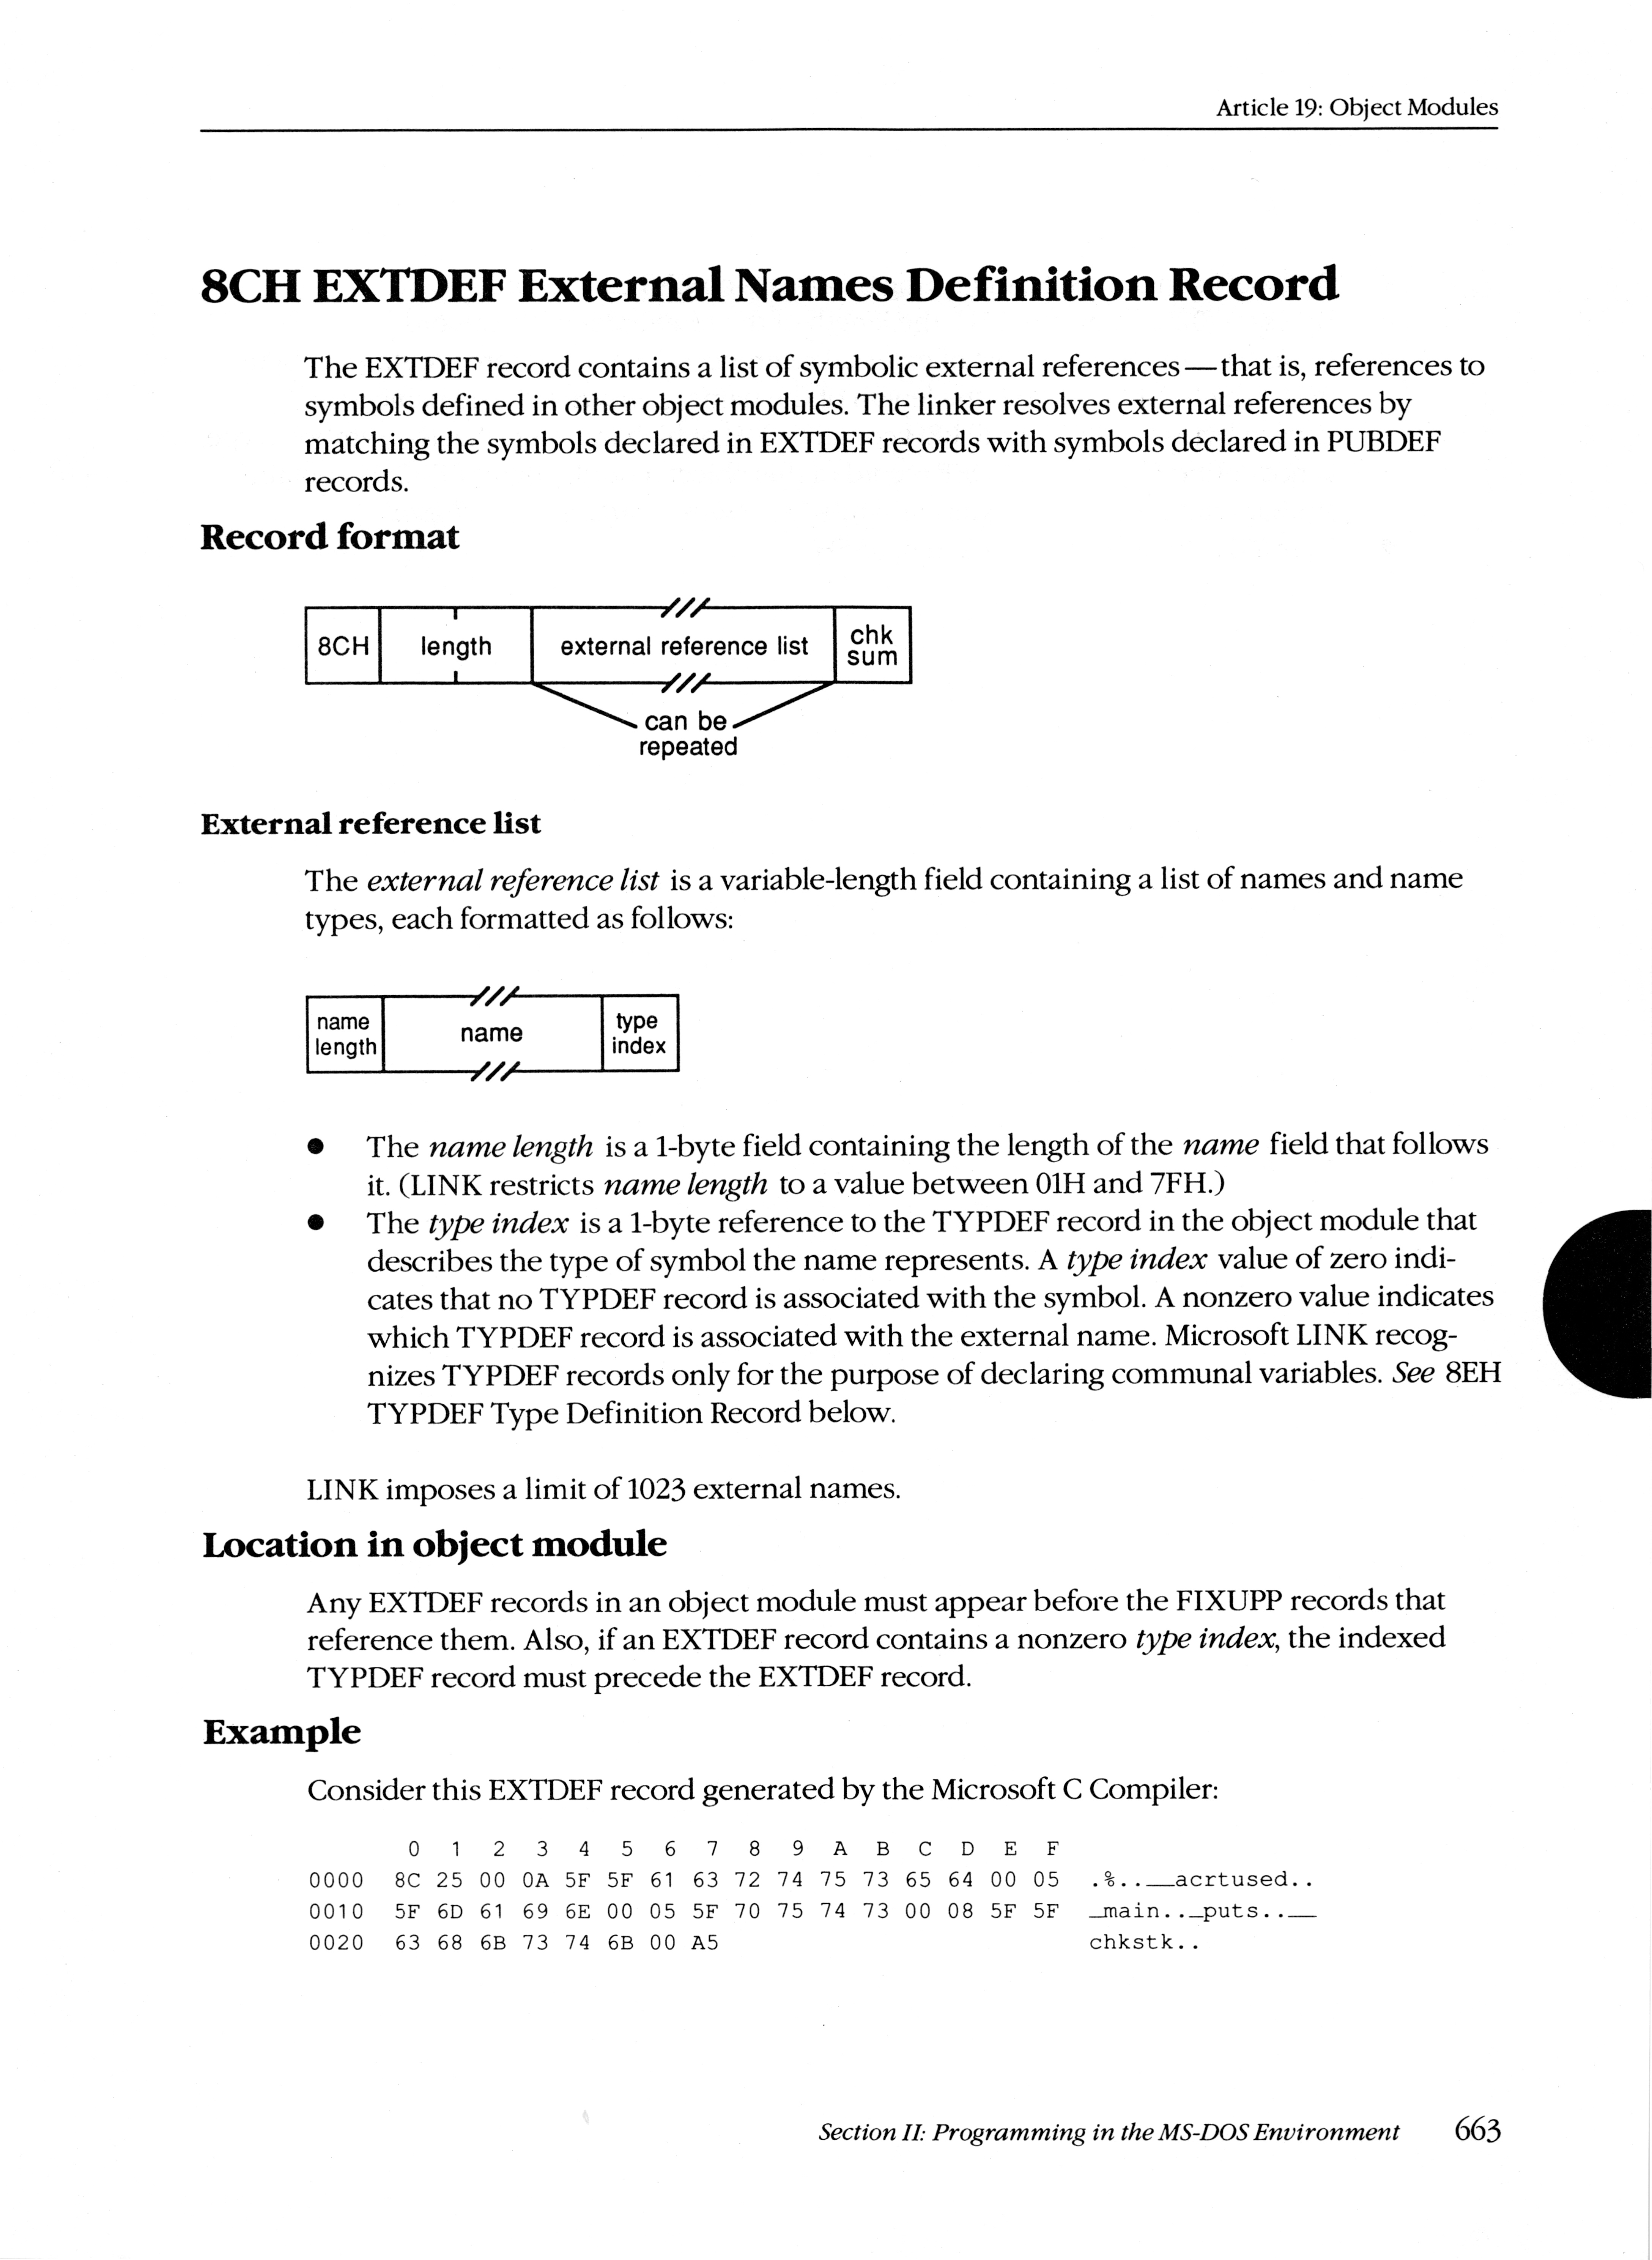 Article 19: Object Modules
8CH EXTDEF External Names Definition Record
The EXTDEF record contains a list of symbolic external references—that is, references to
symbols defined in other object modules. The linker resolves external references by
matching the symbols declared in EXTDEF records with symbols declared in PUBDEF
records.
Record format
8CH length external reference list chk
sum
can be
repeated
External reference list
The external reference list is a variable-length field containing a list of names and name
types, each formatted as follows:
name
length
name
type
index
● The name length is a 1-byte field containing the length of the name field that follows
it. (LINK restricts name length to a value between 01H and 7FH.)
● The type index is a 1-byte reference to the TYPDEF record in the object module that
describes the type of symbol the name represents. A type index value of zero indi-
cates that no TYPDEF record is associated with the symbol. A nonzero value indicates
which TYPDEF record is associated with the external name. Microsoft LINK recog-
nizes TYPDEF records only for the purpose of declaring communal variables. See 8EH
TYPDEF Type Definition Record below.
LINK imposes a limit of 1023 external names.
Location in object module
Any EXTDEF records in an object module must appear before the FIXUPP records that
reference them. Also, if an EXTDEF record contains a nonzero type index, the indexed
TYPDEF record must precede the EXTDEF record.
Example
Consider this EXTDEF record generated by the Microsoft C Compiler:
0 1 2 3 4 5 6 7 8 9 A B C D E F
0000 8C 25 00 0A 5F 5F 61 63 72 74 75 73 65 64 00 05 .%..__acrtused..
0010 5F 6D 61 69 6E 00 05 5F 70 75 74 73 00 08 5F 5F _main.._puts..__
0020 63 68 6B 73 74 6B 00 A5 chkstk..
Section II: Programming in the MS-DOS Environment 663